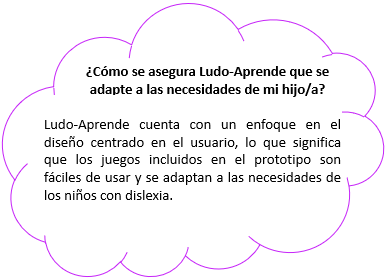 ¿Cómo se asegura Ludo-Aprende que se
adapte a las necesidades de mi hijo/a?
Ludo-Aprende cuenta con un enfoque en el
diseño centrado en el usuario, lo que significa
que los juegos incluidos en el prototipo son
fáciles de usar y se adaptan a las necesidades de
los niños con dislexia.